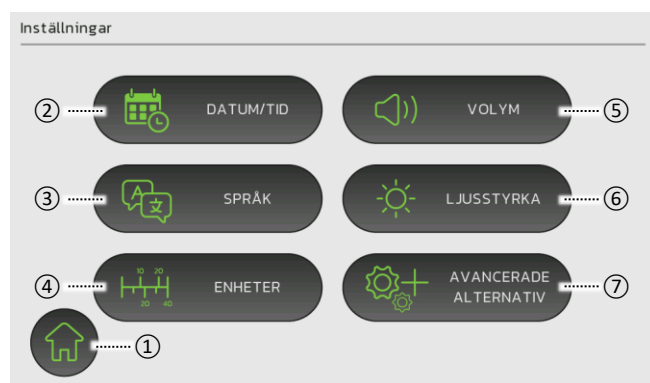 Inställningar
② DATUM/TID
VOLYM ⑤
③ SPRÅK
LJUSSTYRKA ⑥
④ 10 20
20 40
ENHETER
AVANCERADE
ALTERNATIV ⑦
①